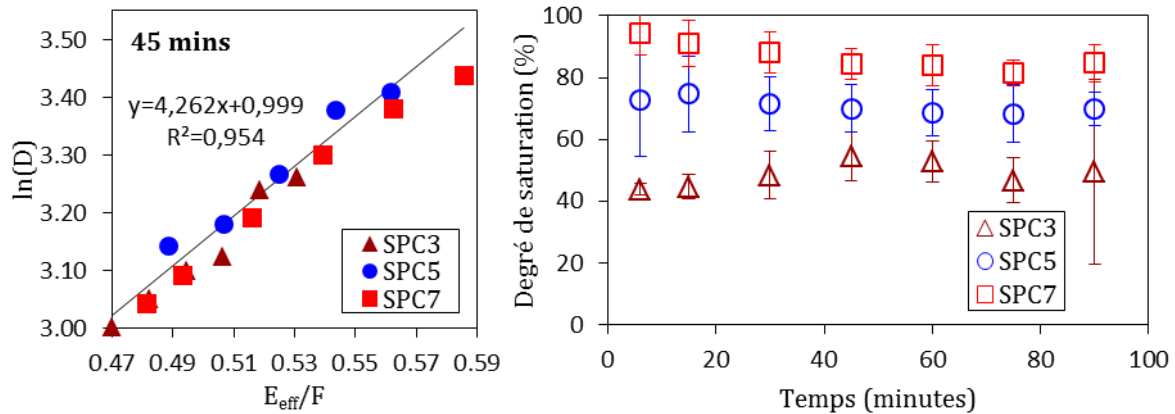 45 mins
y=4,262x+0,999
R²=0,954
ln(D)
3.50
3.40
3.30
3.20
3.10
3.00
0.47 0.49 0.51 0.53 0.55 0.57 0.59
E_eff/F
SPC3
SPC5
SPC7
Degré de saturation (%)
100
80
60
40
20
0
0 20 40 60 80 100
Temps (minutes)
SPC3
SPC5
SPC7